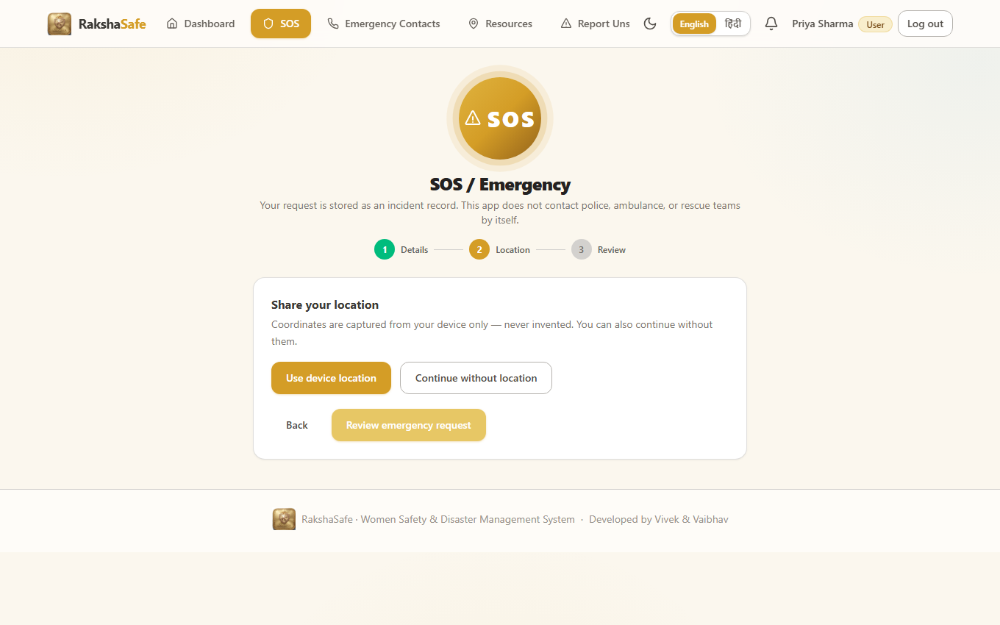 RakshaSafe
Dashboard
SOS
Emergency Contacts
Resources
Report Uns
English
हिंदी
Priya Sharma
User
Log out
SOS
SOS / Emergency
Your request is stored as an incident record. This app does not contact police, ambulance, or rescue teams
by itself.
1 Details
2 Location
3 Review
Share your location
Coordinates are captured from your device only — never invented. You can also continue without
them.
Use device location
Continue without location
Back
Review emergency request
RakshaSafe · Women Safety & Disaster Management System · Developed by Vivek & Vaibhav